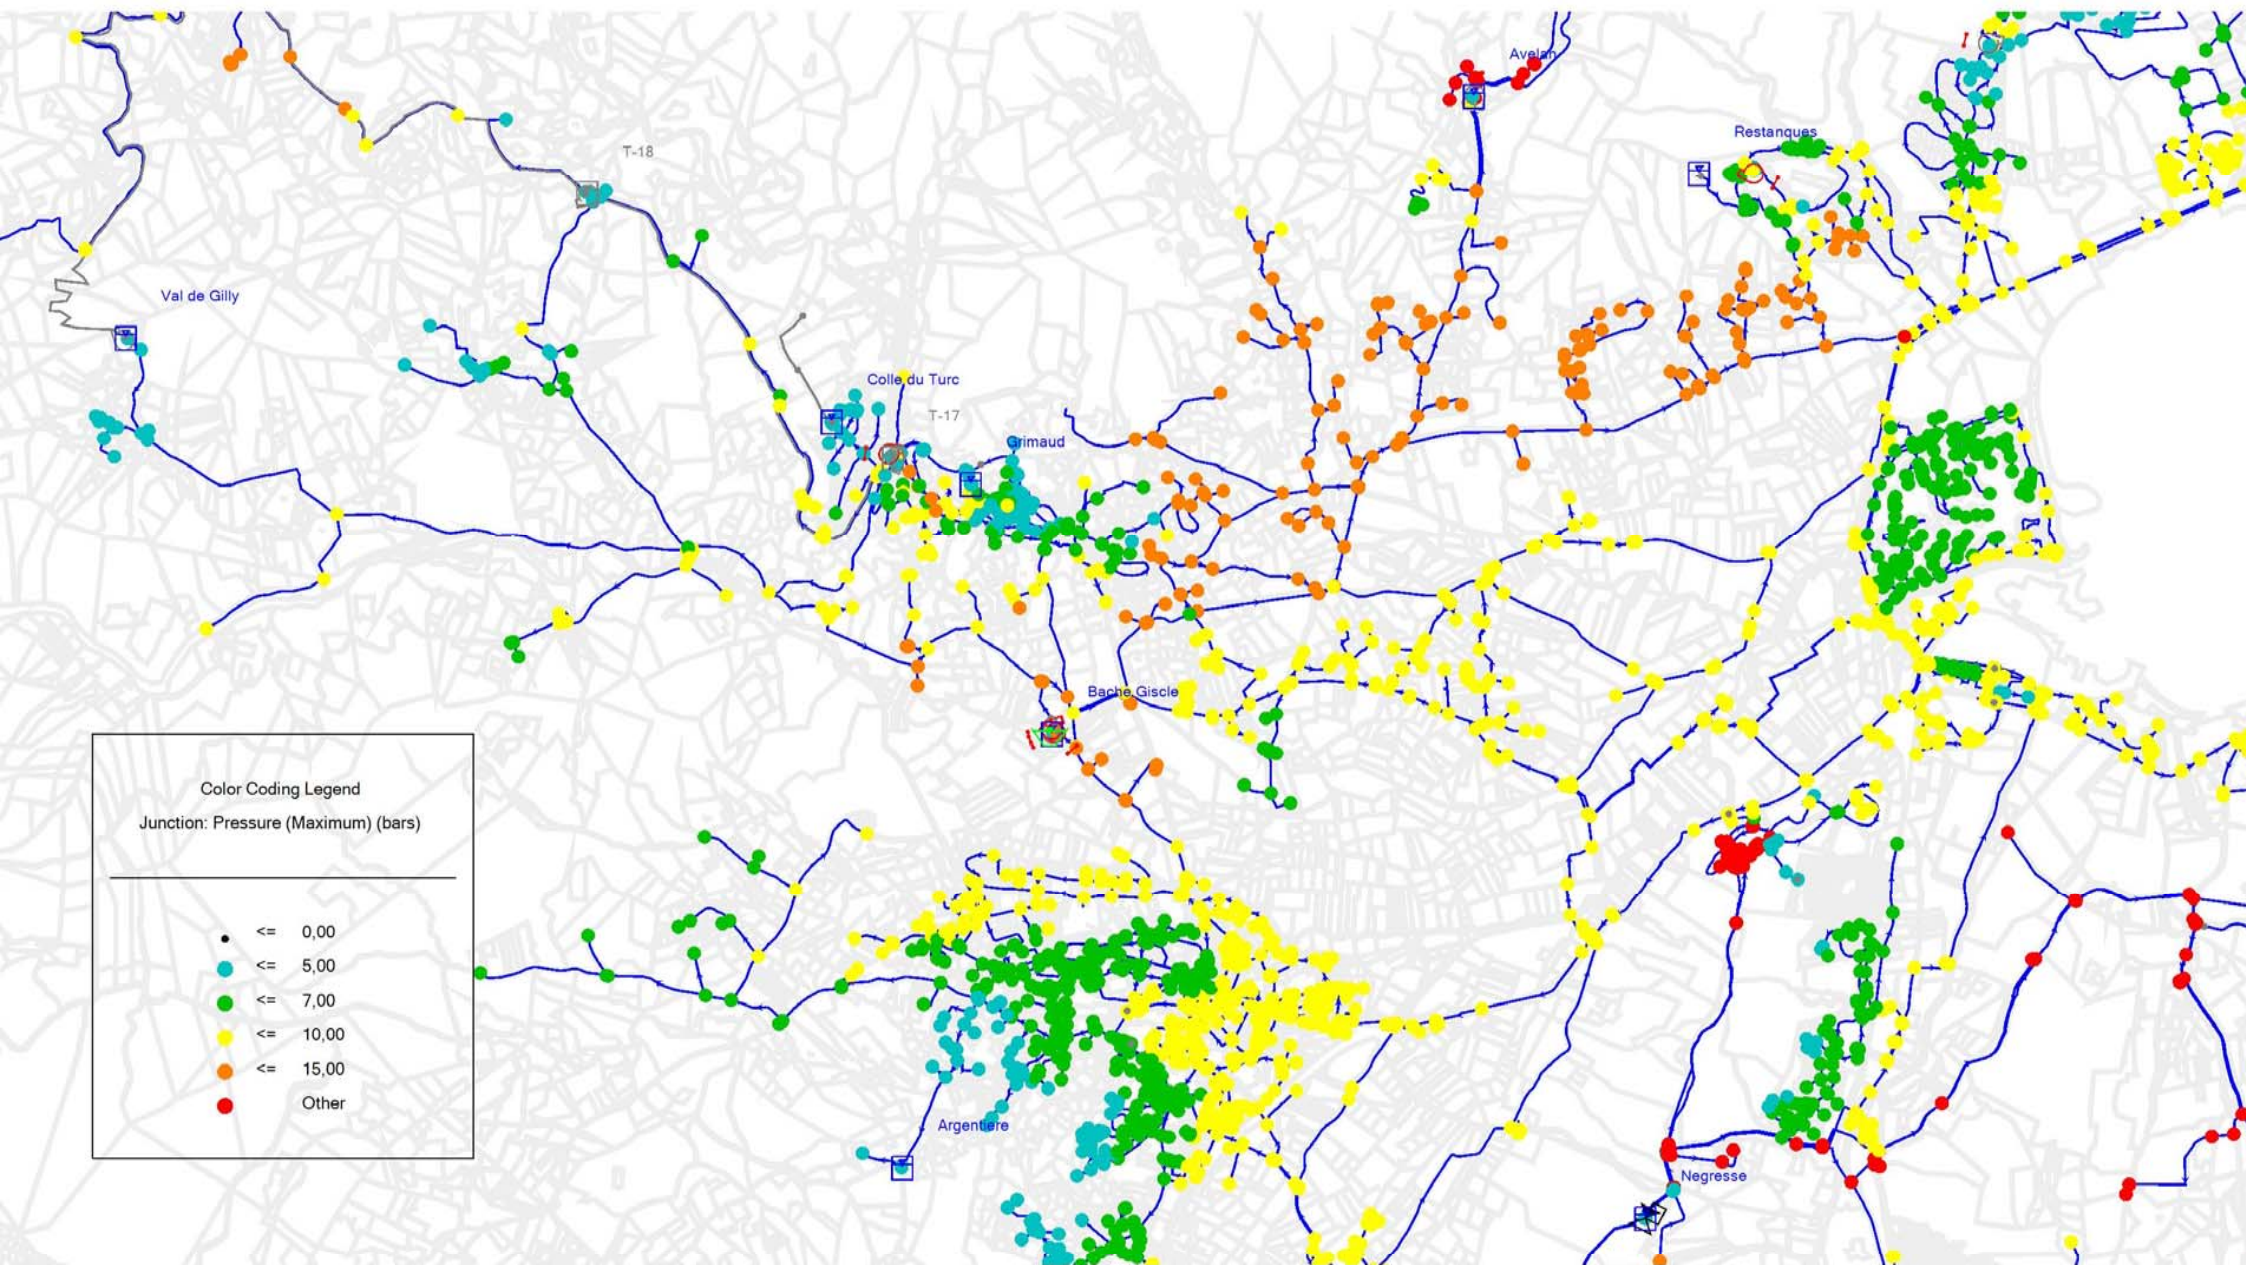 Avelan
Restanques
T-18
Val de Gilly
Colle du Turc
T-17
Grimaud
Bache Giscle
Color Coding Legend
Junction: Pressure (Maximum) (bars)
<= 0,00
<= 5,00
<= 7,00
<= 10,00
<= 15,00
Other
Argentiere
Negresse